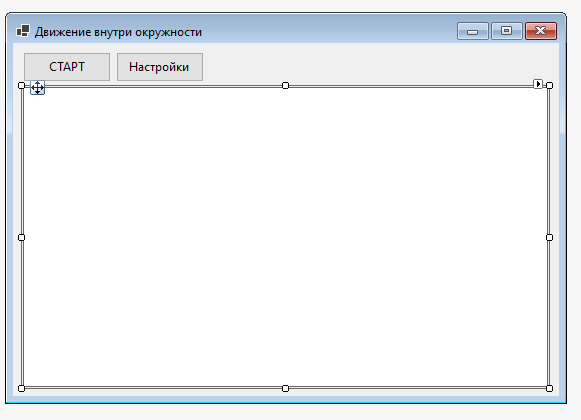 Движение внутри окружности
СТАРТ
Настройки